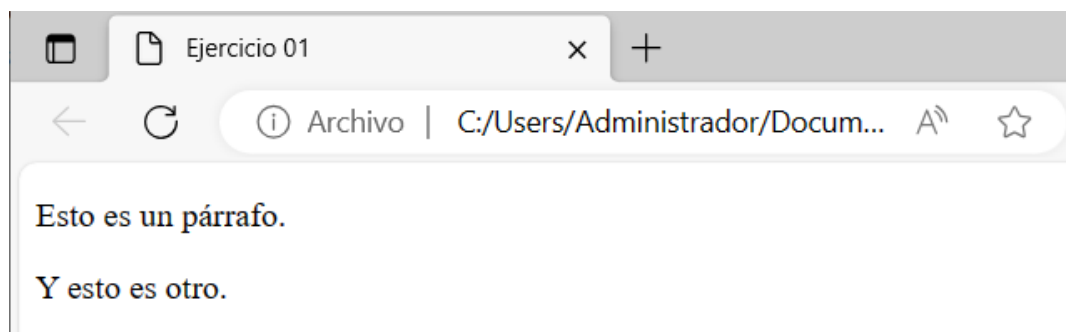 Ejercicio 01
Archivo | C:/Users/Administrador/Docum...
Esto es un párrafo.
Y esto es otro.